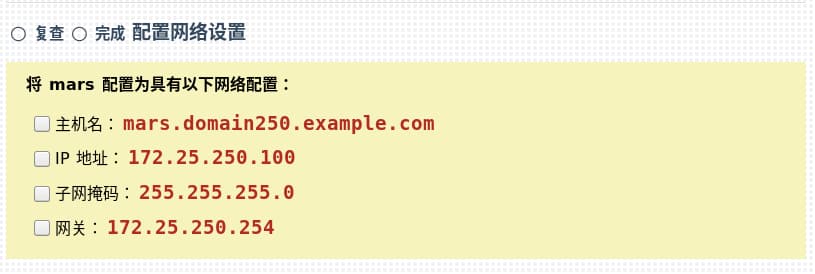 复查 完成 配置网络设置
将 mars 配置为具有以下网络配置：
主机名：mars.domain250.example.com
IP 地址：172.25.250.100
子网掩码：255.255.255.0
网关：172.25.250.254